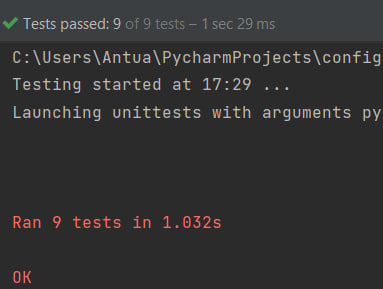 Tests passed: 9 of 9 tests – 1 sec 29 ms
C:\Users\Antua\PycharmProjects\config
Testing started at 17:29 ...
Launching unittests with arguments py
Ran 9 tests in 1.032s
OK